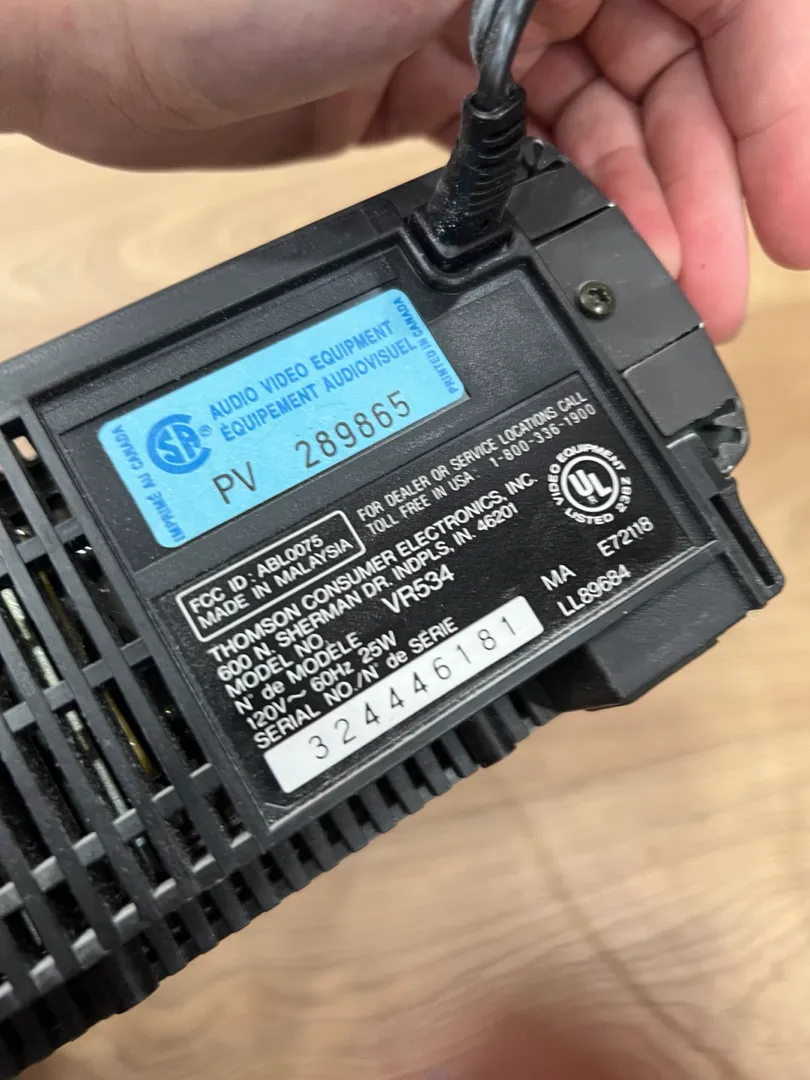 IMPRIMÉ AU CANADA
SA®
AUDIO VIDEO EQUIPMENT
ÉQUIPEMENT AUDIOVISUEL
PRINTED IN CANADA
PV 289865
FCC ID: ABL0075
MADE IN MALAYSIA
FOR DEALER OR SERVICE LOCATIONS CALL
TOLL FREE IN USA: 1-800-336-1900
THOMSON CONSUMER ELECTRONICS, INC.
600 N. SHERMAN DR. INDPLS, IN. 46201
MODEL NO.
N° de MODÈLE VR534
120V~ 60Hz 25W
SERIAL NO./N° de SÉRIE
324446181
VIDEO EQUIPMENT
UL
LISTED 238Z
E72118
MA
LL89684